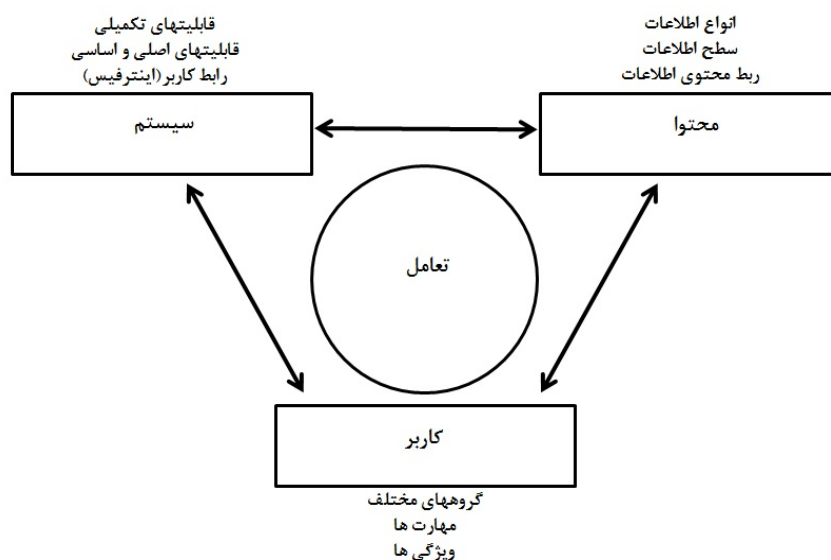 انواع اطلاعات
سطح اطلاعات
ربط محتوی اطلاعات
محتوا
قابلیتهای تکمیلی
قابلیتهای اصلی و اساسی
رابط کاربر(اینترفیس)
سیستم
تعامل
کاربر
گروههای مختلف
مهارت ها
ویژگی ها